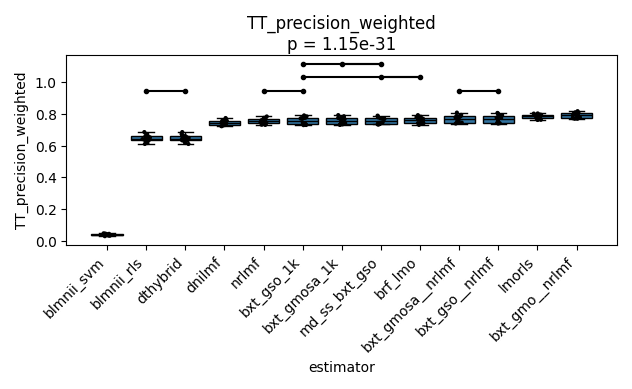 TT_precision_weighted
p = 1.15e-31
TT_precision_weighted
1.0
0.8
0.6
0.4
0.2
0.0
blmnii_svm
blmnii_rls
dthybrid
dnilmf
nrlmf
bxt_gso_1k
bxt_gmosa_1k
md_ss_bxt_gso
brf_lmo
bxt_gmosa__nrlmf
bxt_gso__nrlmf
lmorls
bxt_gmo__nrlmf
estimator